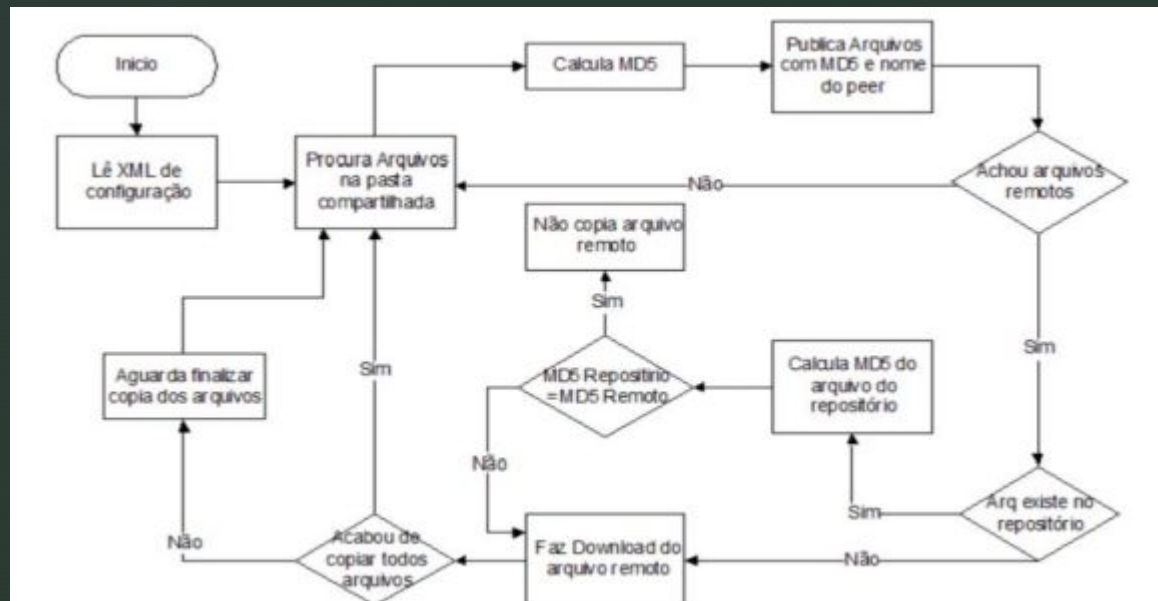 Inicio
Calcula MD5
Publica Arquivos
com MD5 e nome
do peer
Lê XML de
configuração
Procura Arquivos
na pasta
compartilhada
Achou arquivos
remotos
Não
Não copia arquivo
remoto
Sim
Sim
Sim
Aguarda finalizar
copia dos arquivos
MD5 Repositirio
=MD5 Remoto
Calcula MD5 do
arquivo do
repositório
Não
Arq existe no
repositório
Sim
Não
Acabou de
copiar todos
arquivos
Faz Download do
arquivo remoto
Não